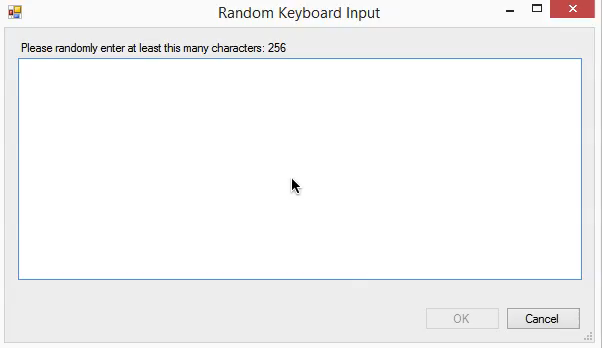 Random Keyboard Input
Please randomly enter at least this many characters: 256
OK
Cancel